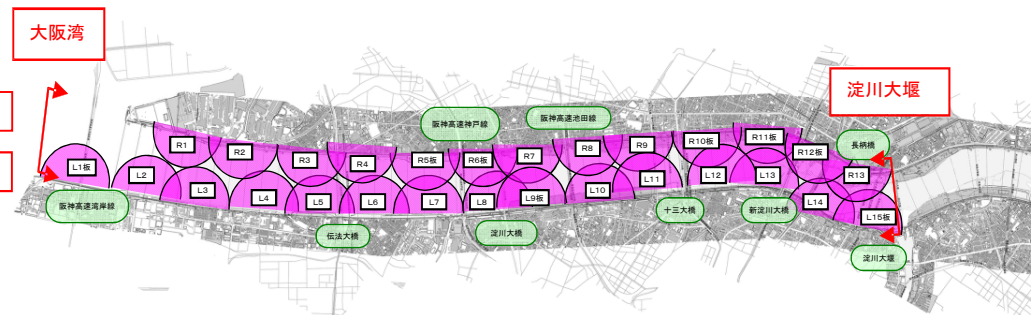 大阪湾
淀川大堰
阪神高速神戸線
阪神高速池田線
長柄橋
R1
R2
R3
R4
R5板
R6板
R7
R8
R9
R10板
R11板
R12板
R13
L1板
L2
L3
L4
L5
L6
L7
L8
L9板
L10
L11
L12
L13
L14
L15板
阪神高速湾岸線
伝法大橋
淀川大橋
十三大橋
新淀川大橋
淀川大堰